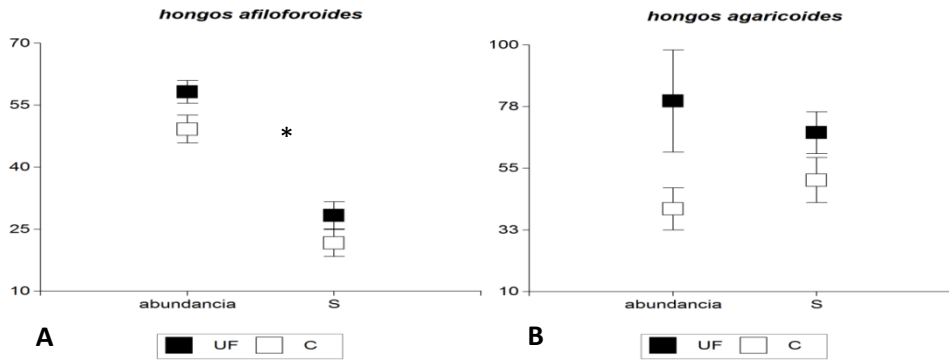 hongos afiloforoides
70
55
40
25
10
*
abundancia S
A
UF C
hongos agaricoides
100
78
55
33
10
abundancia S
B
UF C